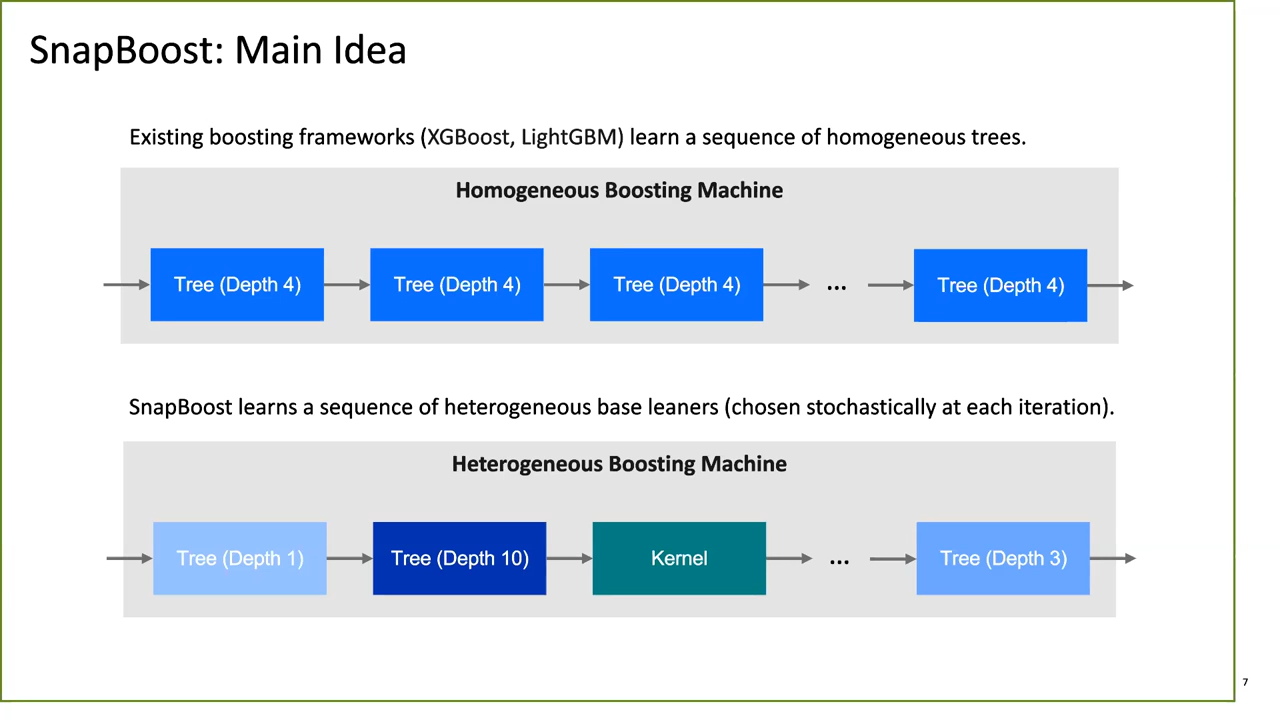 SnapBoost: Main Idea
Existing boosting frameworks (XGBoost, LightGBM) learn a sequence of homogeneous trees.
Homogeneous Boosting Machine
Tree (Depth 4) Tree (Depth 4) Tree (Depth 4) ... Tree (Depth 4)
SnapBoost learns a sequence of heterogeneous base leaners (chosen stochastically at each iteration).
Heterogeneous Boosting Machine
Tree (Depth 1) Tree (Depth 10) Kernel ... Tree (Depth 3)
7